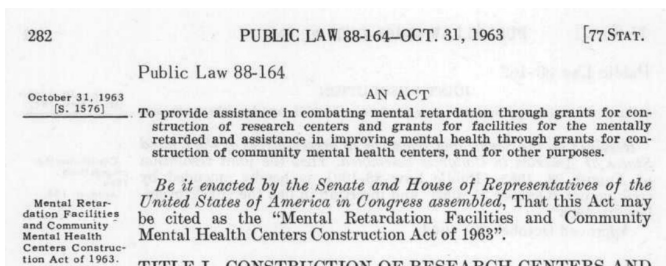 282 PUBLIC LAW 88-164—OCT. 31, 1963 [77 STAT.
Public Law 88-164
October 31, 1963
[S. 1576]
AN ACT
To provide assistance in combating mental retardation through grants for con-
struction of research centers and grants for facilities for the mentally
retarded and assistance in improving mental health through grants for con-
struction of community mental health centers, and for other purposes.
Be it enacted by the Senate and House of Representatives of the
United States of America in Congress assembled, That this Act may
be cited as the “Mental Retardation Facilities and Community
Mental Health Centers Construction Act of 1963”.
Mental Retar-
dation Facilities
and Community
Mental Health
Centers Construc-
tion Act of 1963.
TITLE I—CONSTRUCTION OF RESEARCH CENTERS AND